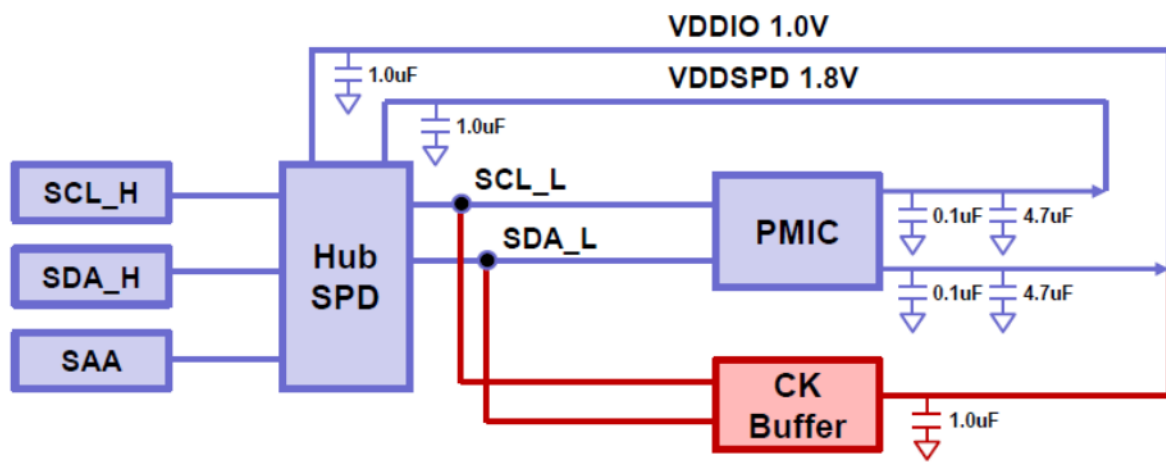 VDDIO 1.0V
1.0uF
VDDSPD 1.8V
1.0uF
SCL_H
SDA_H
SAA
Hub
SPD
SCL_L
SDA_L
PMIC
0.1uF
4.7uF
0.1uF
4.7uF
CK
Buffer
1.0uF